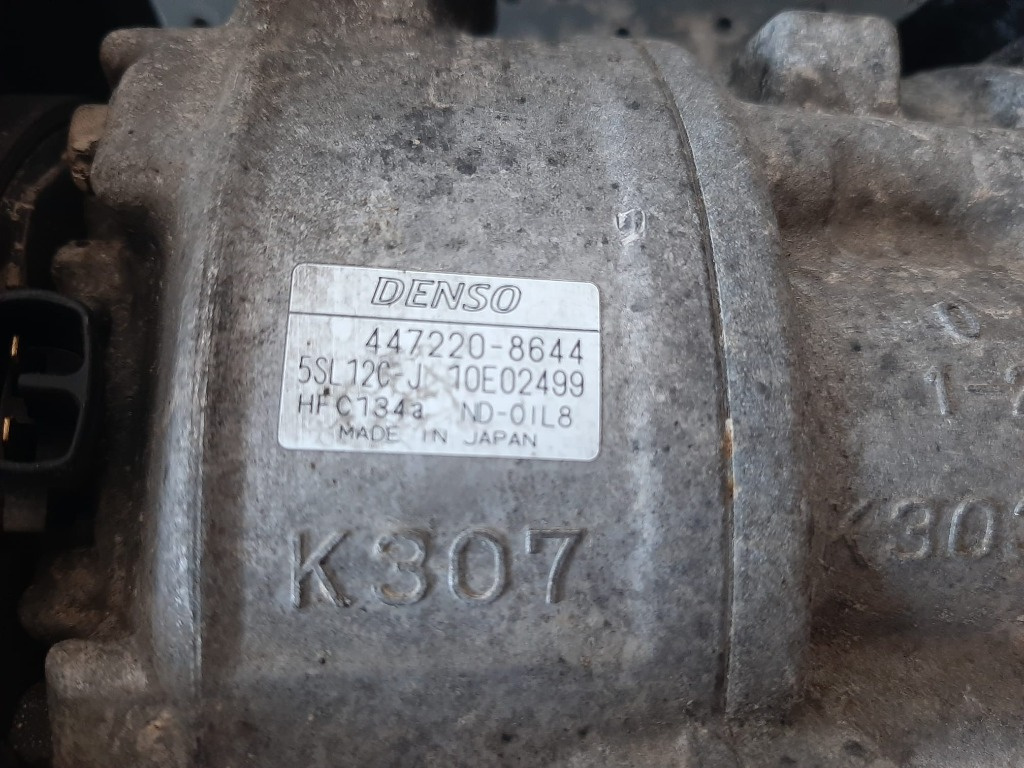 DENSO
447220-8644
5SL12C J 10E02499
HFC134a ND-OIL8
MADE IN JAPAN
K307